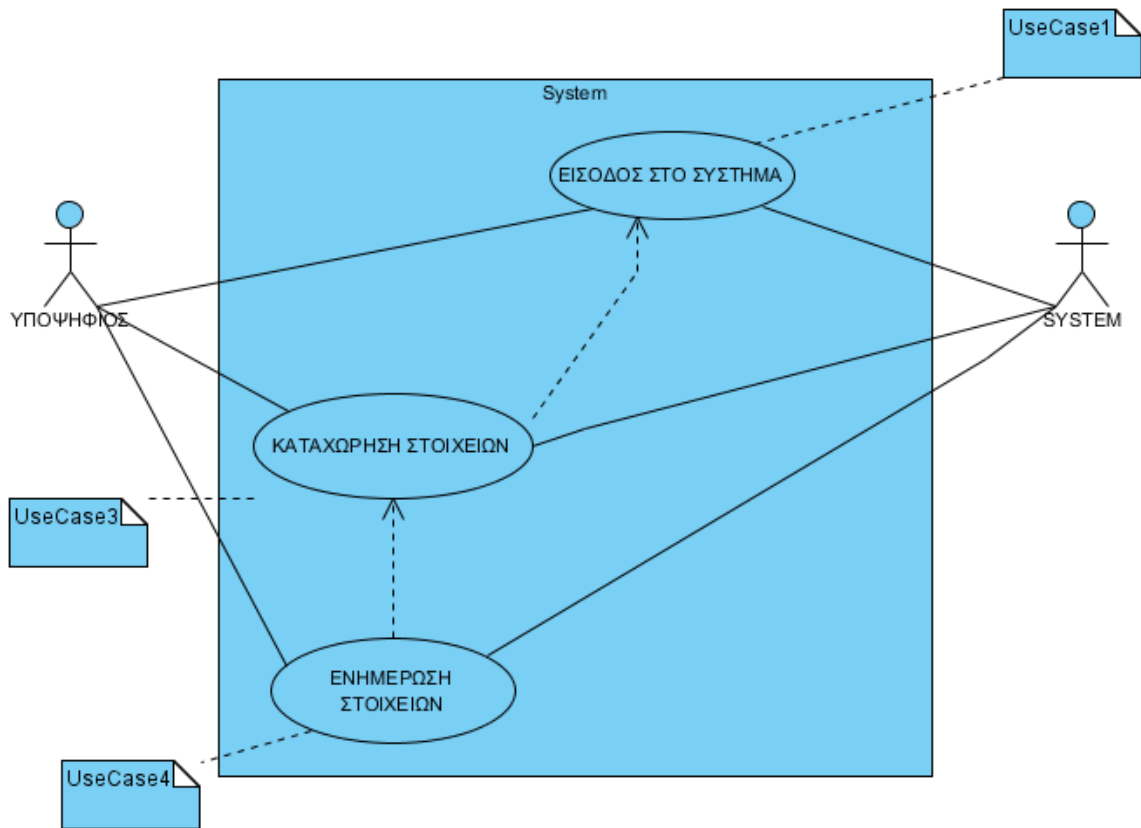 UseCase1
System
ΕΙΣΟΔΟΣ ΣΤΟ ΣΥΣΤΗΜΑ
ΥΠΟΨΗΦΙΟΣ
SYSTEM
ΚΑΤΑΧΩΡΗΣΗ ΣΤΟΙΧΕΙΩΝ
UseCase3
ΕΝΗΜΕΡΩΣΗ
ΣΤΟΙΧΕΙΩΝ
UseCase4